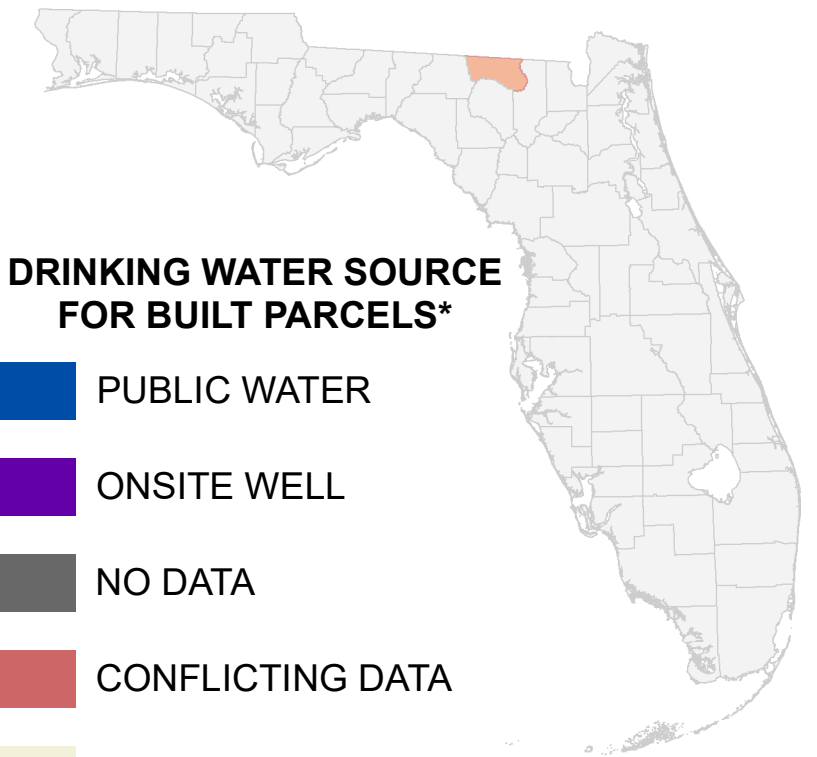 DRINKING WATER SOURCE
FOR BUILT PARCELS*
PUBLIC WATER
ONSITE WELL
NO DATA
CONFLICTING DATA